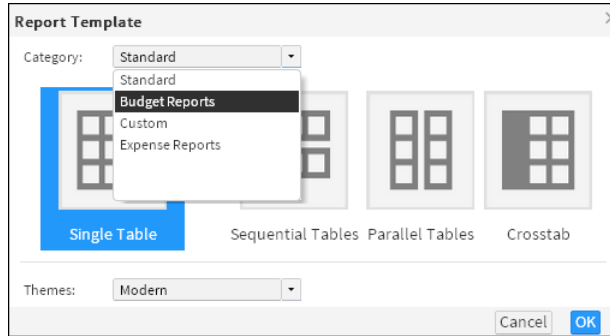 Report Template
Category: Standard
Standard
Budget Reports
Custom
Expense Reports
Single Table Sequential Tables Parallel Tables Crosstab
Themes: Modern
Cancel OK